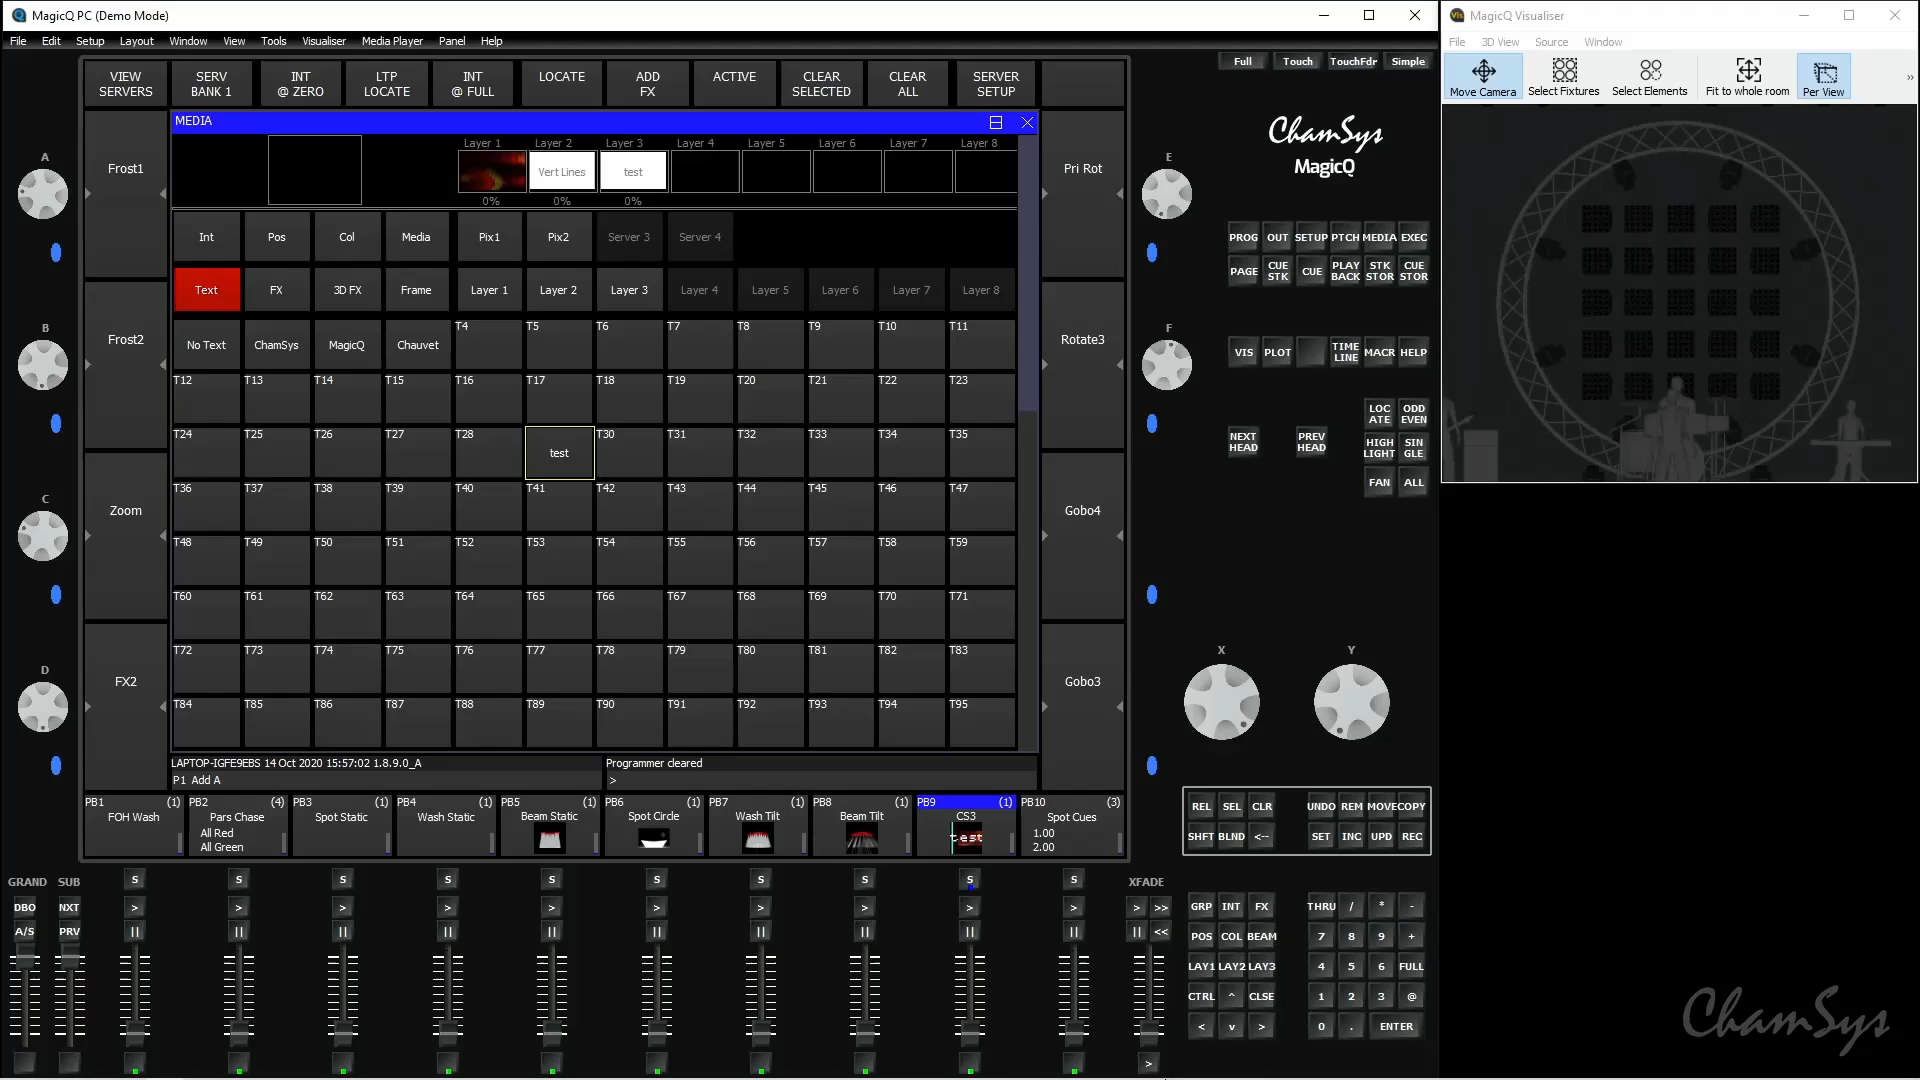 MagicQ PC (Demo Mode)
File Edit Setup Layout Window View Tools Visualiser Media Player Panel Help
VIEW SERVERS
SERV BANK 1
INT @ ZERO
LTP LOCATE
INT @ FULL
LOCATE
ADD FX
ACTIVE
CLEAR SELECTED
CLEAR ALL
SERVER SETUP
MEDIA
Layer 1 Layer 2 Layer 3 Layer 4 Layer 5 Layer 6 Layer 7 Layer 8
Vert Lines test
0% 0% 0%
Int Pos Col Media Pix1 Pix2 Server 3 Server 4
Text FX 3D FX Frame Layer 1 Layer 2 Layer 3 Layer 4 Layer 5 Layer 6 Layer 7 Layer 8
No Text ChamSys MagicQ Chauvet T4 T5 T6 T7 T8 T9 T10 T11
T12 T13 T14 T15 T16 T17 T18 T19 T20 T21 T22 T23
T24 T25 T26 T27 T28 test T30 T31 T32 T33 T34 T35
T36 T37 T38 T39 T40 T41 T42 T43 T44 T45 T46 T47
T48 T49 T50 T51 T52 T53 T54 T55 T56 T57 T58 T59
T60 T61 T62 T63 T64 T65 T66 T67 T68 T69 T70 T71
T72 T73 T74 T75 T76 T77 T78 T79 T80 T81 T82 T83
T84 T85 T86 T87 T88 T89 T90 T91 T92 T93 T94 T95
A
Frost1
B
Frost2
C
Zoom
D
FX2
Pri Rot
E
Rotate3
F
Gobo4
Gobo3
LAPTOP-IGFE9EBS 14 Oct 2020 15:57:02 1.8.9.0_A
Programmer cleared
P1 Add A
>
PB1 (1) PB2 (4) PB3 (1) PB4 (1) PB5 (1) PB6 (1) PB7 (1) PB8 (1) PB9 (1) PB10 (3)
FOH Wash Pars Chase Spot Static Wash Static Beam Static Spot Circle Wash Tilt Beam Tilt CS3 Spot Cues
All Red test 1.00
All Green 2.00
GRAND SUB S S S S S S S S S S XFADE
DBO NXT > > > > > > > > > > > >>
A/S PRV || || || || || || || || || || || <<
>
Full Touch TouchFdr Simple
ChamSys
MagicQ
PROG OUT SETUP PTCH MEDIA EXEC
PAGE CUE STK CUE PLAY BACK STK STOR CUE STOR
VIS PLOT TIME LINE MACR HELP
LOC ATE ODD EVEN
NEXT HEAD PREV HEAD HIGH LIGHT SIN GLE
FAN ALL
X Y
REL SEL CLR UNDO REM MOVE COPY
SHFT BLND <-- SET INC UPD REC
GRP INT FX THRU / * -
POS COL BEAM 7 8 9 +
LAY1 LAY2 LAY3 4 5 6 FULL
CTRL ^ CLSE 1 2 3 @
< v > 0 . ENTER
Vis MagicQ Visualiser
File 3D View Source Window
Move Camera Select Fixtures Select Elements Fit to whole room Per View »
ChamSys